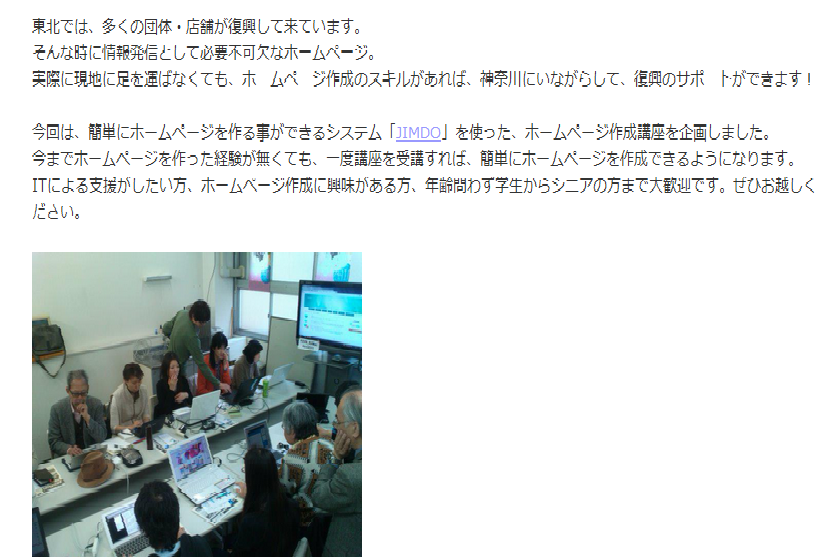 東北では、多くの団体・店舗が復興して来ています。
そんな時に情報発信として必要不可欠なホームページ。
実際に現地に足を運ばなくても、ホームページ作成のスキルがあれば、神奈川にいながらして、復興のサポートができます！
今回は、簡単にホームページを作る事ができるシステム「JIMDO」を使った、ホームページ作成講座を企画しました。
今までホームページを作った経験が無くても、一度講座を受講すれば、簡単にホームページを作成できるようになります。
ITによる支援がしたい方、ホームページ作成に興味がある方、年齢問わず学生からシニアの方まで大歓迎です。ぜひお越しく
ださい。